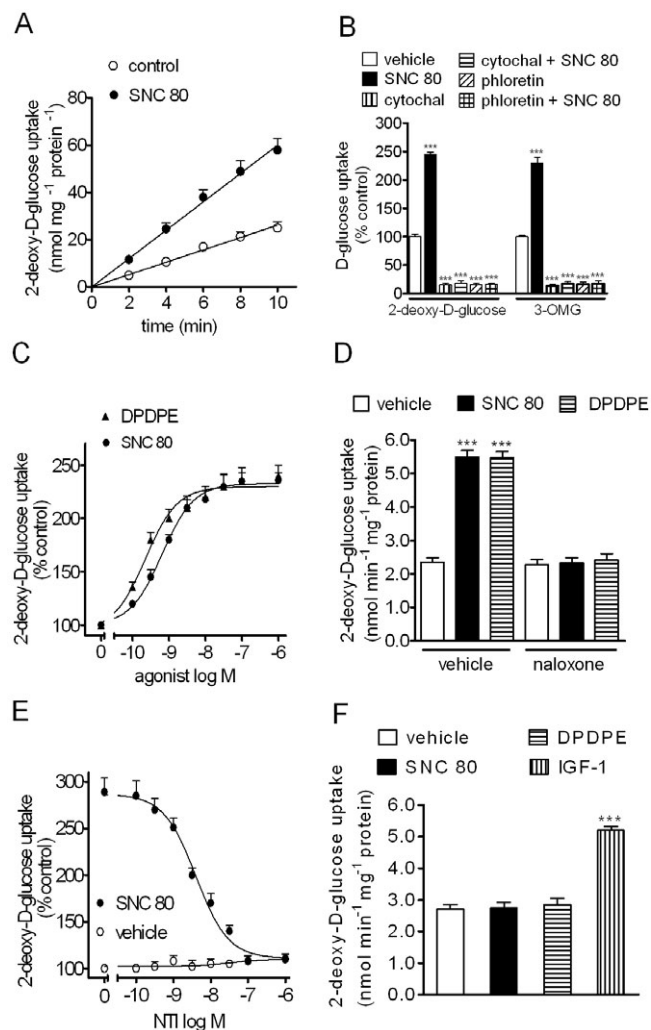 A
○ control
● SNC 80
2-deoxy-D-glucose uptake
(nmol mg⁻¹ protein⁻¹)
80
60
40
20
0
0 2 4 6 8 10
time (min)
B
vehicle
SNC 80
cytochal
cytochal + SNC 80
phloretin
phloretin + SNC 80
D-glucose uptake
(% control)
300
250
200
150
100
50
0
*** *** *** *** ***
*** *** *** *** ***
2-deoxy-D-glucose 3-OMG
C
▲ DPDPE
● SNC 80
2-deoxy-D-glucose uptake
(% control)
250
200
150
100
0 -10 -9 -8 -7 -6
agonist log M
D
vehicle SNC 80 DPDPE
2-deoxy-D-glucose uptake
(nmol min⁻¹ mg⁻¹ protein)
6.0
5.0
4.0
3.0
2.0
1.0
0.0
*** ***
vehicle naloxone
E
2-deoxy-D-glucose uptake
(% control)
300
250
200
150
100
● SNC 80
○ vehicle
0 -10 -9 -8 -7 -6
NTI log M
F
vehicle DPDPE
SNC 80 IGF-1
2-deoxy-D-glucose uptake
(nmol min⁻¹ mg⁻¹ protein)
6.0
5.0
4.0
3.0
2.0
1.0
0.0
***